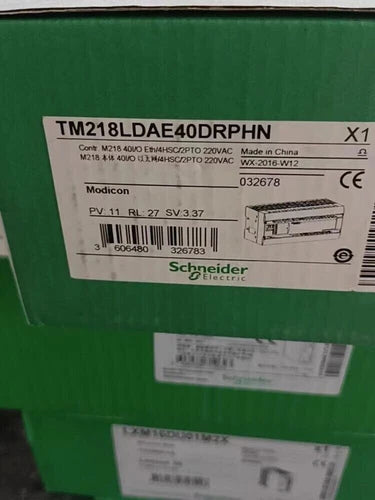 TM218LDAE40DRPHN X1
Contr. M218 40I/O Eth/4HSC/2PTO 220VAC Made in China
M218 本体 40I/O 以太网/4HSC/2PTO 220VAC WX-2016-W12
032678 CE
Modicon
PV: 11 RL: 27 SV:3.37
3 606480 326783
Schneider
Electric
LXM16DU01M2X